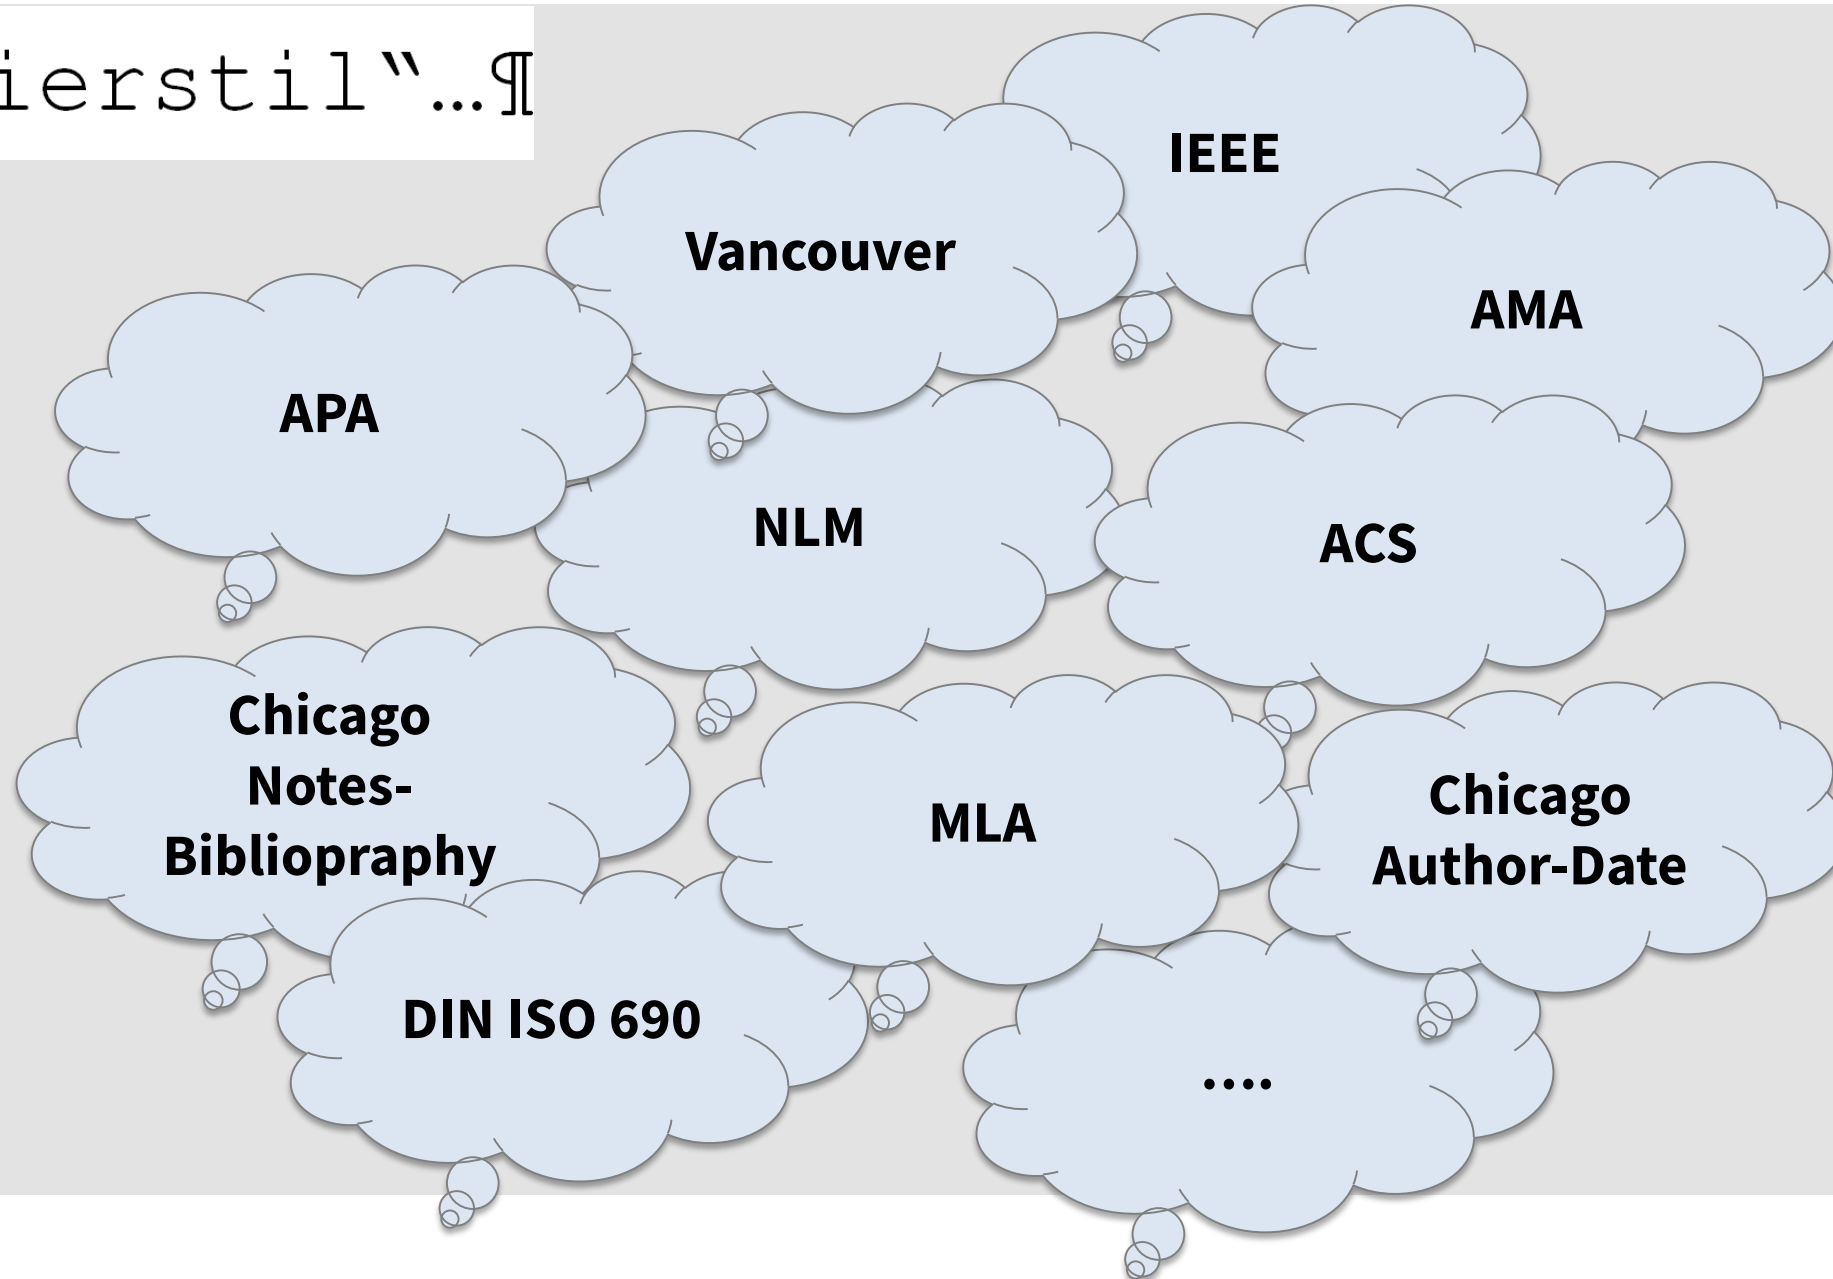 ierstil“…¶
IEEE
Vancouver
AMA
APA
NLM
ACS
Chicago
Notes-
Bibliopraphy
MLA
Chicago
Author-Date
DIN ISO 690
....